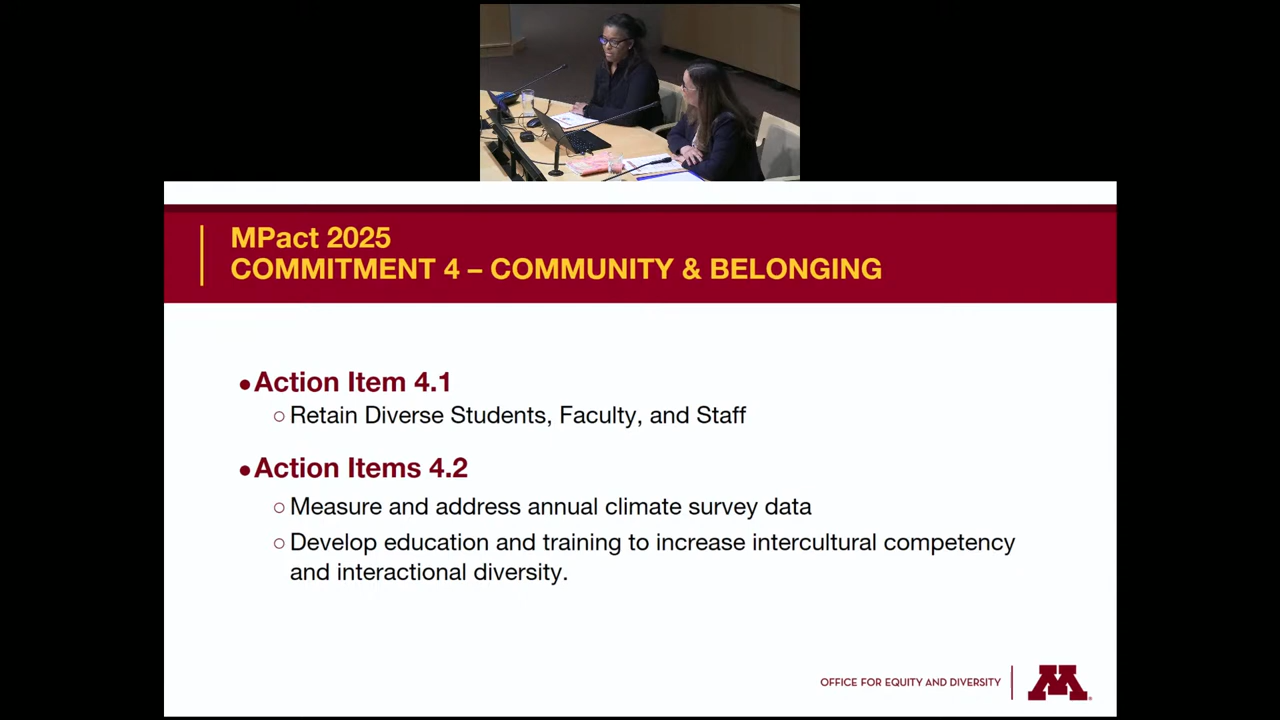 MPact 2025
COMMITMENT 4 – COMMUNITY & BELONGING
•Action Item 4.1
○Retain Diverse Students, Faculty, and Staff
•Action Items 4.2
○Measure and address annual climate survey data
○Develop education and training to increase intercultural competency
and interactional diversity.
OFFICE FOR EQUITY AND DIVERSITY
M